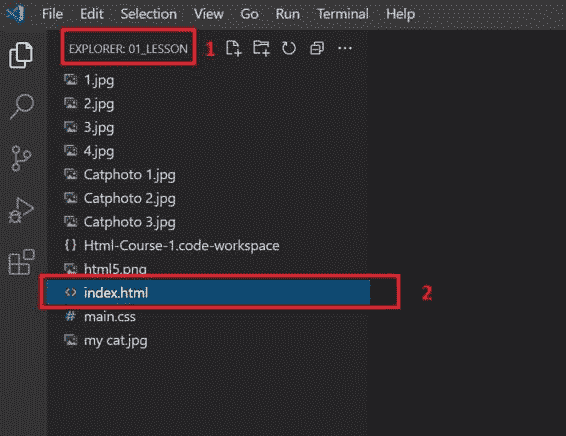 File Edit Selection View Go Run Terminal Help
EXPLORER: 01_LESSON 1
1.jpg
2.jpg
3.jpg
4.jpg
Catphoto 1.jpg
Catphoto 2.jpg
Catphoto 3.jpg
{} Html-Course-1.code-workspace
html5.png
<> index.html 2
# main.css
my cat.jpg